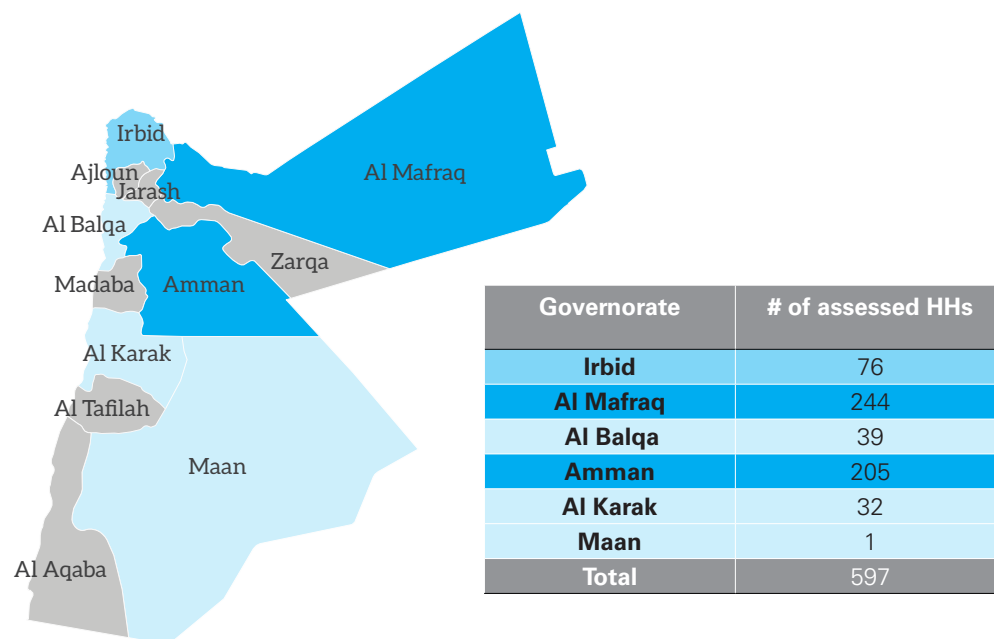 Irbid
Ajloun
Jarash
Al Mafraq
Al Balqa
Zarqa
Madaba
Amman
Al Karak
Al Tafilah
Maan
Al Aqaba
Governorate # of assessed HHs
Irbid 76
Al Mafraq 244
Al Balqa 39
Amman 205
Al Karak 32
Maan 1
Total 597